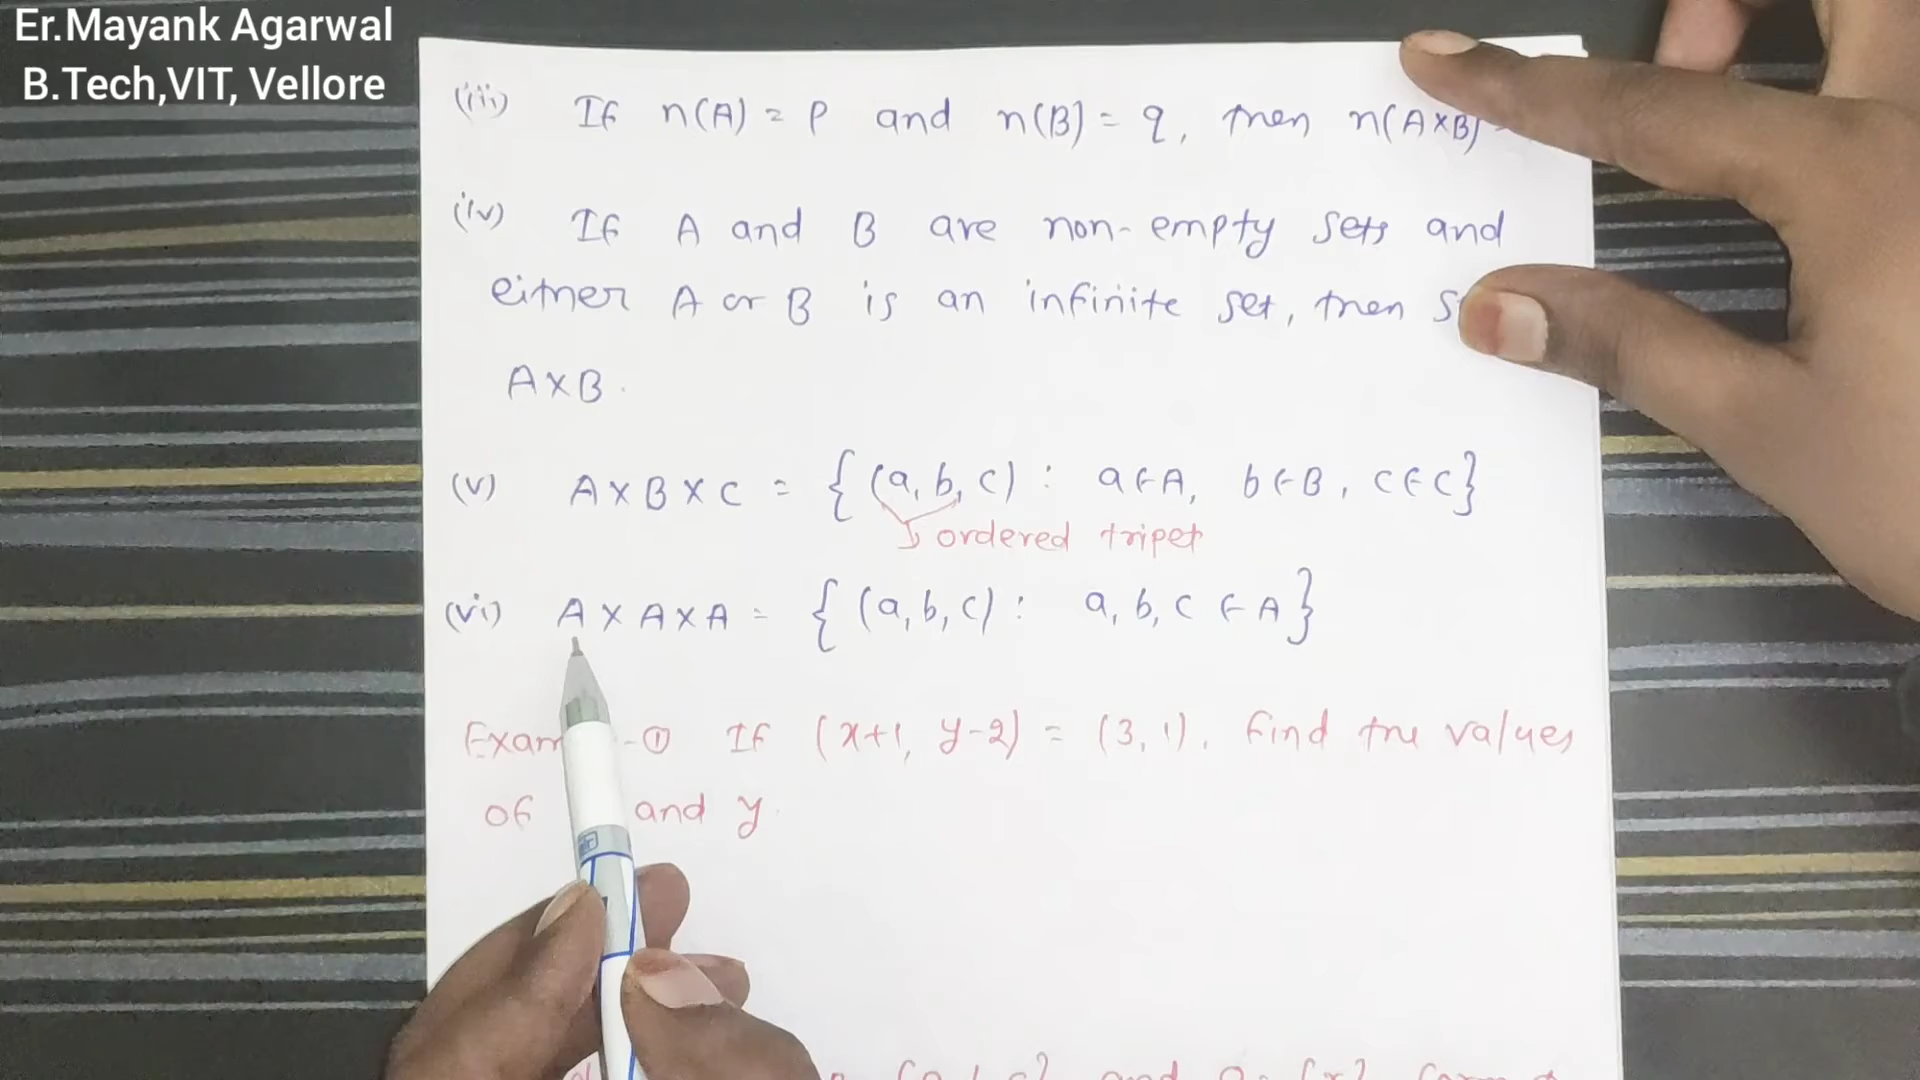 Er.Mayank Agarwal
B.Tech,VIT, Vellore
(iii) If n(A) = p and n(B) = q, then n(A×B)
(iv) If A and B are non-empty sets and
either A or B is an infinite set, then
A×B.
(v) A × B × C = {(a, b, c) : a ∈ A, b ∈ B, c ∈ C}
ordered tripet
(vi) A × A × A = {(a, b, c) : a, b, c ∈ A}
-① If (x+1, y-2) = (3, 1), find the values
of and y.